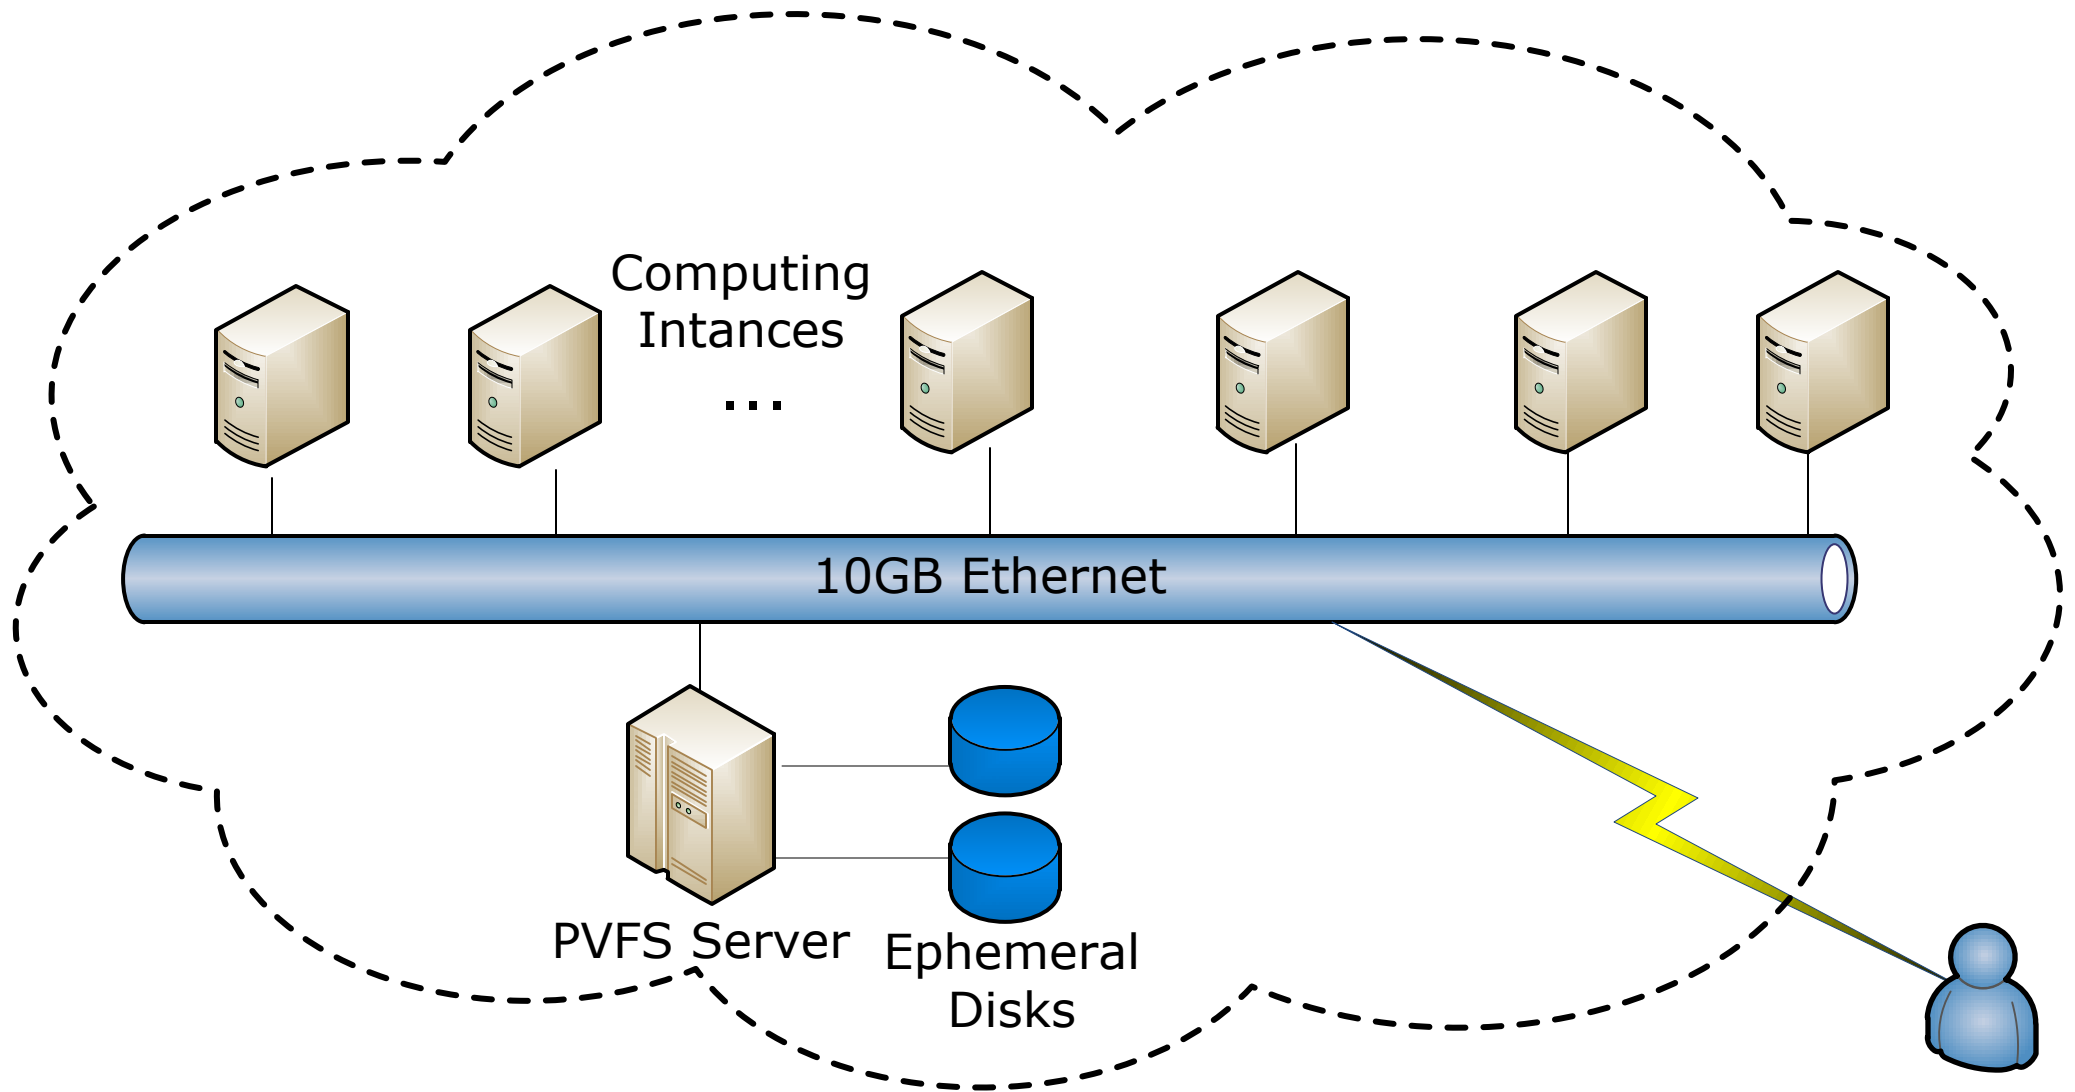 Computing
Intances
...
10GB Ethernet
PVFS Server
Ephemeral
Disks